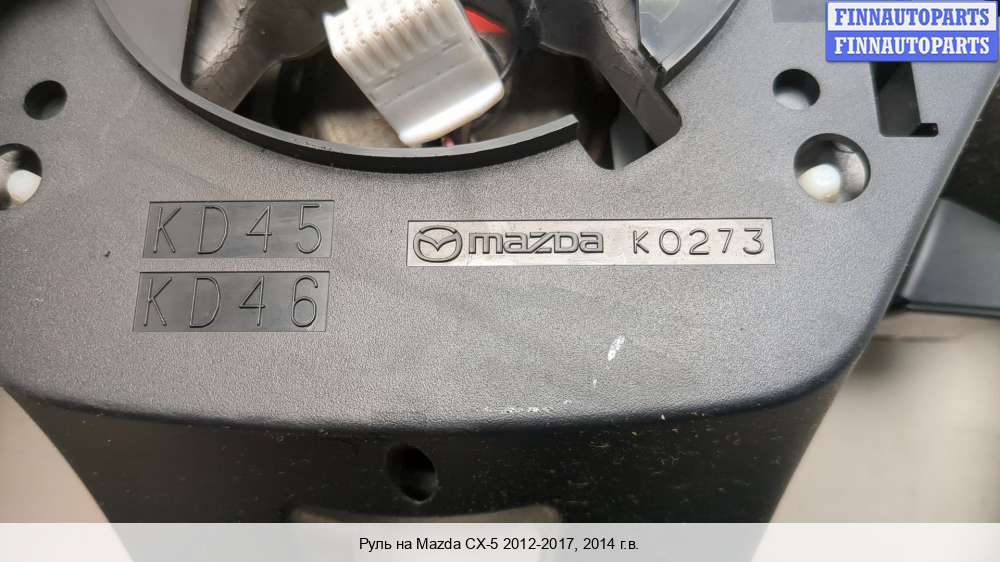 FINNAUTOPARTS
FINNAUTOPARTS
KD45
mazda K0273
KD46
Руль на Mazda CX-5 2012-2017, 2014 г.в.